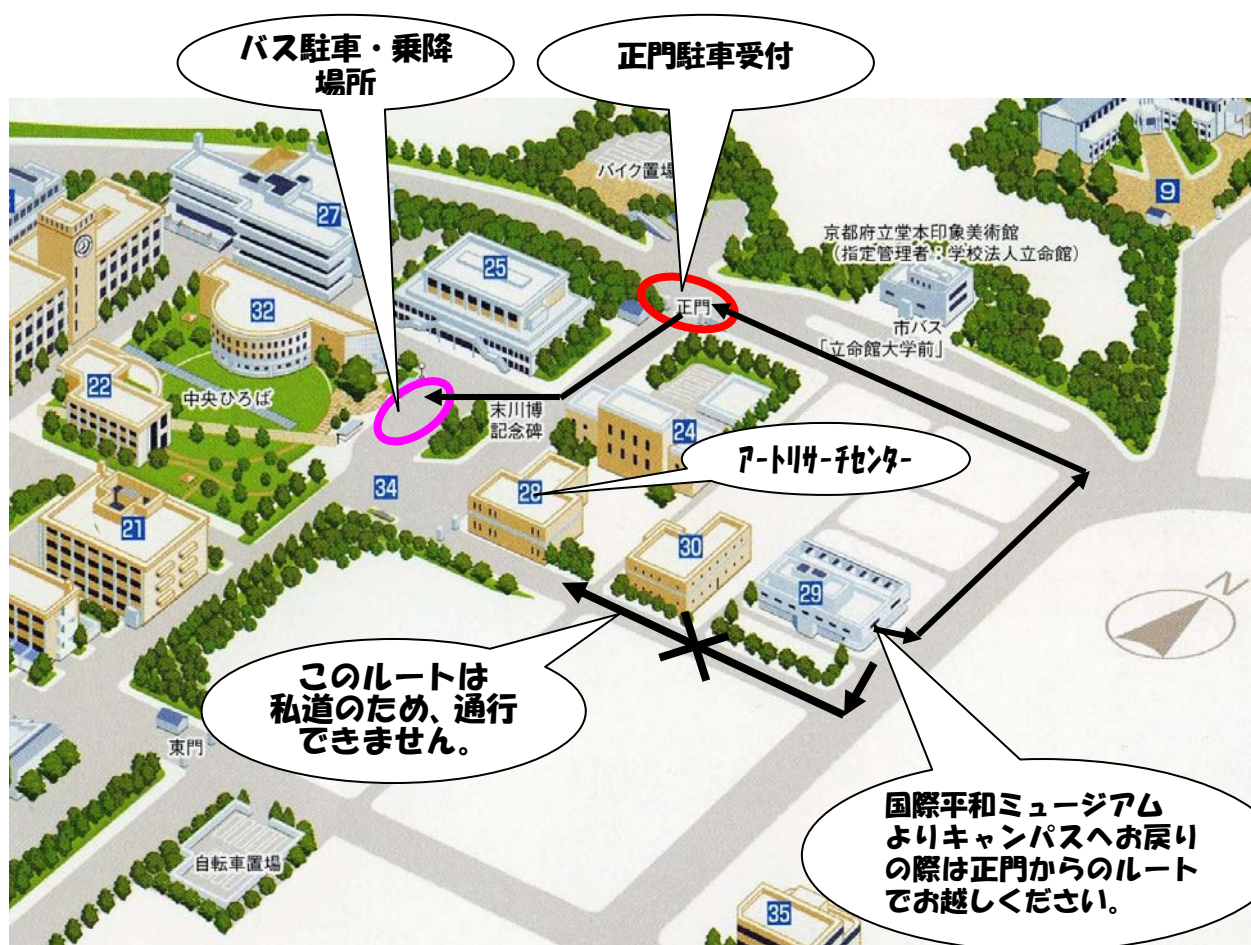 バス駐車・乗降
場所
正門駐車受付
バイク置場
9
27
京都府立堂本印象美術館
(指定管理者:学校法人立命館)
25
32
正門
市バス
「立命館大学前」
22
中央ひろば
末川博
記念碑
24
アートリサーチセンター
34
28
21
30
29
N
このルートは
私道のため、通行
できません。
東門
国際平和ミュージアム
よりキャンパスへお戻り
の際は正門からのルート
でお越しください。
自転車置場
35